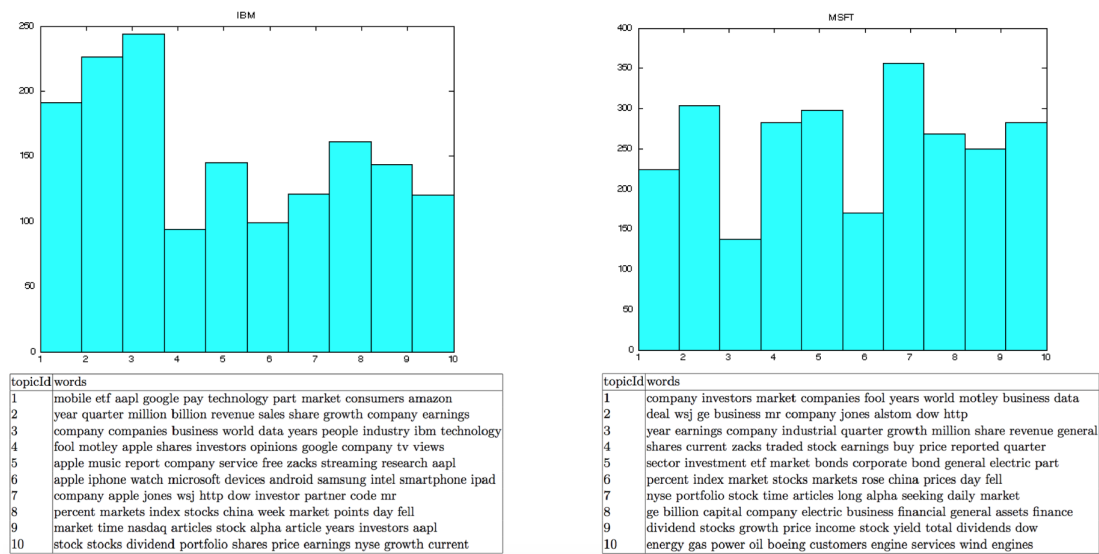 IBM
250
200
150
100
50
0
1 2 3 4 5 6 7 8 9 10
topicId words
1 mobile etf aapl google pay technology part market consumers amazon
2 year quarter million billion revenue sales share growth company earnings
3 company companies business world data years people industry ibm technology
4 fool motley apple shares investors opinions google company tv views
5 apple music report company service free zacks streaming research aapl
6 apple iphone watch microsoft devices android samsung intel smartphone ipad
7 company apple jones wsj http dow investor partner code mr
8 percent markets index stocks china week market points day fell
9 market time nasdaq articles stock alpha article years investors aapl
10 stock stocks dividend portfolio shares price earnings nyse growth current
MSFT
400
350
300
250
200
150
100
50
0
1 2 3 4 5 6 7 8 9 10
topicId words
1 company investors market companies fool years world motley business data
2 deal wsj ge business mr company jones alstom dow http
3 year earnings company industrial quarter growth million share revenue general
4 shares current zacks traded stock earnings buy price reported quarter
5 sector investment etf market bonds corporate bond general electric part
6 percent index market stocks markets rose china prices day fell
7 nyse portfolio stock time articles long alpha seeking daily market
8 ge billion capital company electric business financial general assets finance
9 dividend stocks growth price income stock yield total dividends dow
10 energy gas power oil boeing customers engine services wind engines